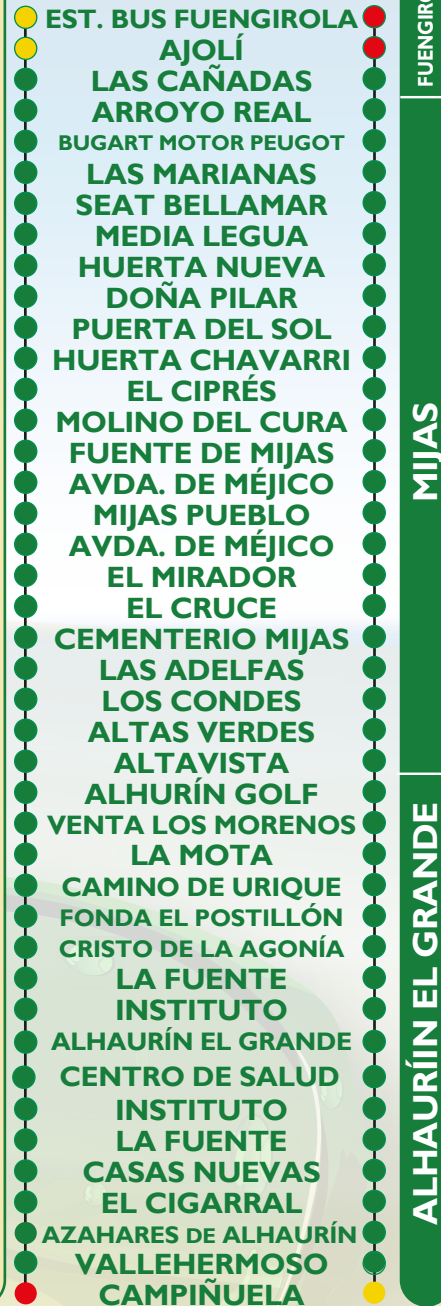 EST. BUS FUENGIROLA
AJOLÍ
LAS CAÑADAS
ARROYO REAL
BUGART MOTOR PEUGOT
LAS MARIANAS
SEAT BELLAMAR
MEDIA LEGUA
HUERTA NUEVA
DOÑA PILAR
PUERTA DEL SOL
HUERTA CHAVARRI
EL CIPRÉS
MOLINO DEL CURA
FUENTE DE MIJAS
AVDA. DE MÉJICO
MIJAS PUEBLO
AVDA. DE MÉJICO
EL MIRADOR
EL CRUCE
CEMENTERIO MIJAS
LAS ADELFAS
LOS CONDES
ALTAS VERDES
ALTAVISTA
ALHURÍN GOLF
VENTA LOS MORENOS
LA MOTA
CAMINO DE URIQUE
FONDA EL POSTILLÓN
CRISTO DE LA AGONÍA
LA FUENTE
INSTITUTO
ALHAURÍN EL GRANDE
CENTRO DE SALUD
INSTITUTO
LA FUENTE
CASAS NUEVAS
EL CIGARRAL
AZAHARES DE ALHAURÍN
VALLEHERMOSO
CAMPIÑUELA
MIJAS
ALHAURÍIN EL GRANDE